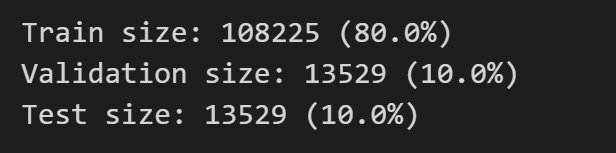 Train size: 108225 (80.0%)
Validation size: 13529 (10.0%)
Test size: 13529 (10.0%)